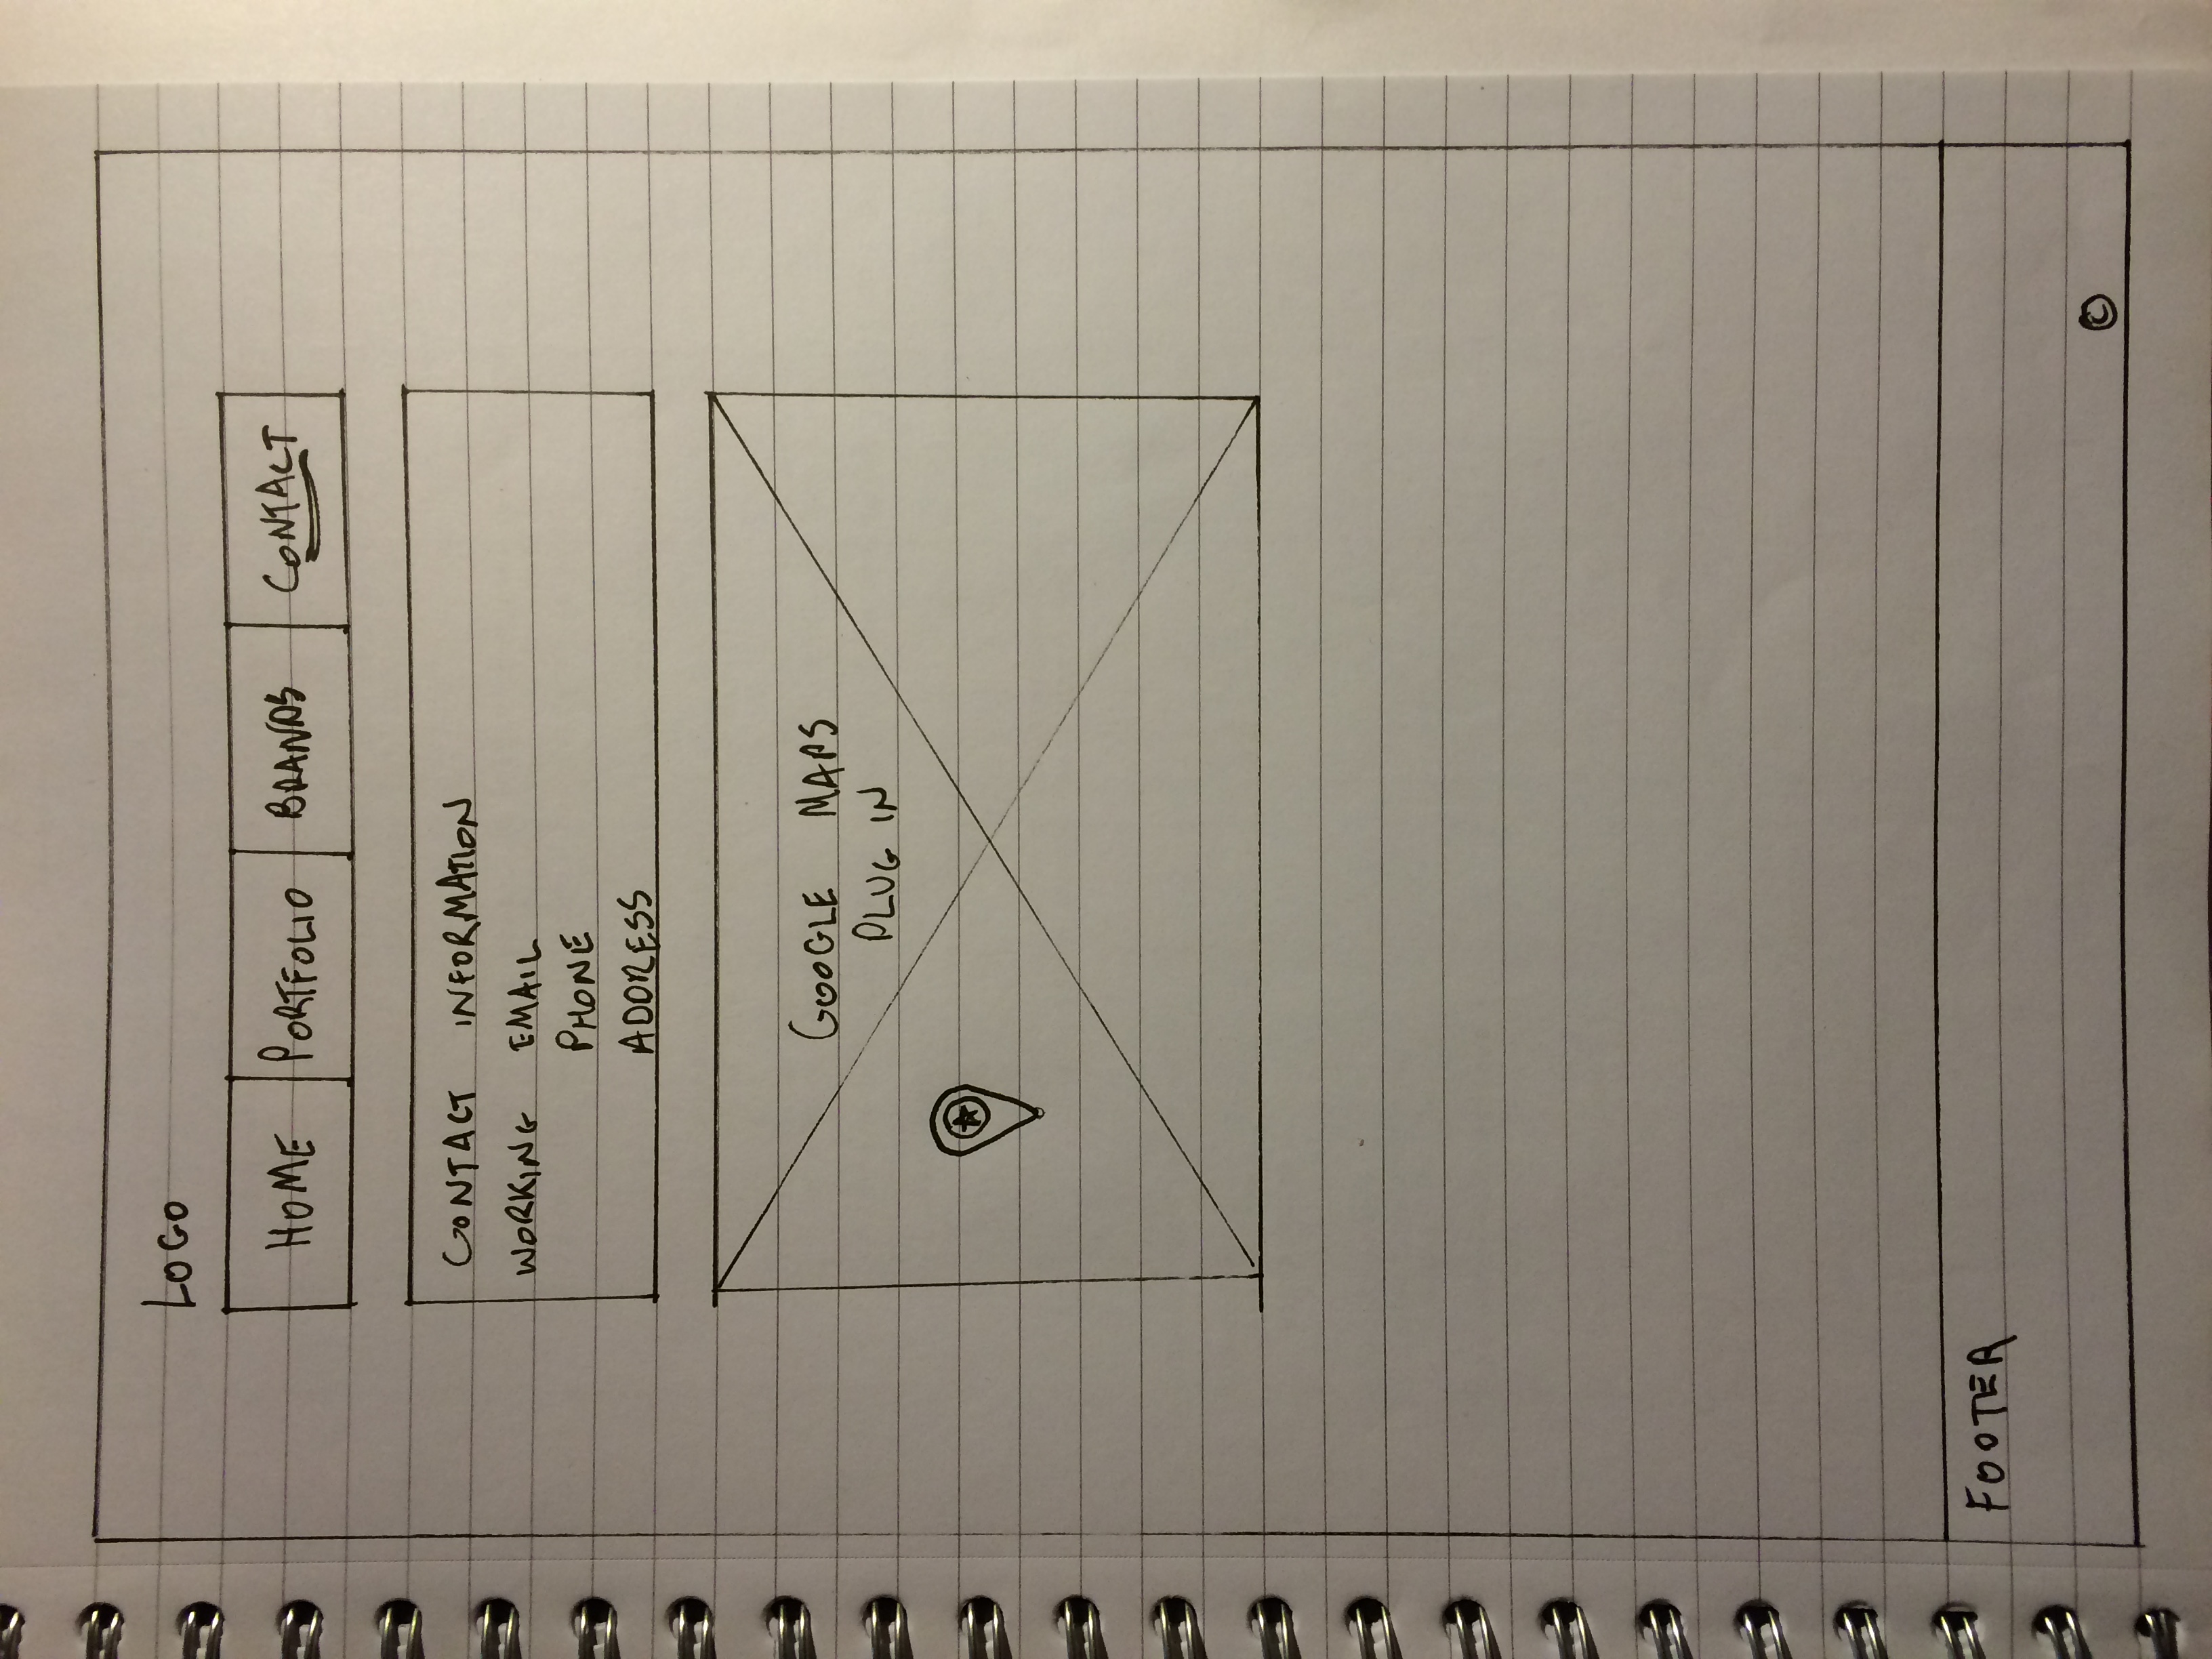 LOGO
HOME PORTFOLIO BRANDS CONTACT
CONTACT INFORMATION
WORKING EMAIL
PHONE
ADDRESS
GOOGLE MAPS
PLUG IN
FOOTER
©